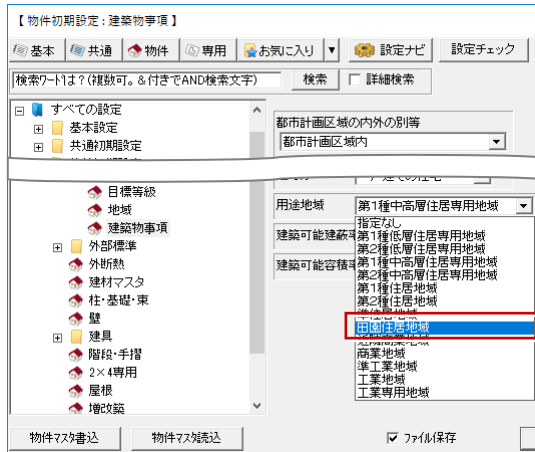 【 物件初期設定 : 建築物事項 】
基本 共通 物件 専用 お気に入り ▼ 設定ナビ 設定チェック
検索ワードは?(複数可。&付きでAND検索文字) 検索 詳細検索
すべての設定
基本設定
共通初期設定
目標等級
地域
建築物事項
外部標準
外断熱
建材マスタ
柱・基礎・束
壁
建具
階段・手摺
2×4専用
屋根
増改築
都市計画区域の内外の別等
都市計画区域内
用途地域 第1種中高層住居専用地域
建築可能建蔽率
建築可能容積率
指定なし
第1種低層住居専用地域
第2種低層住居専用地域
第1種中高層住居専用地域
第2種中高層住居専用地域
第1種住居地域
第2種住居地域
準住居地域
田園住居地域
近隣商業地域
商業地域
準工業地域
工業地域
工業専用地域
物件マスタ書込 物件マスタ読込 ファイル保存